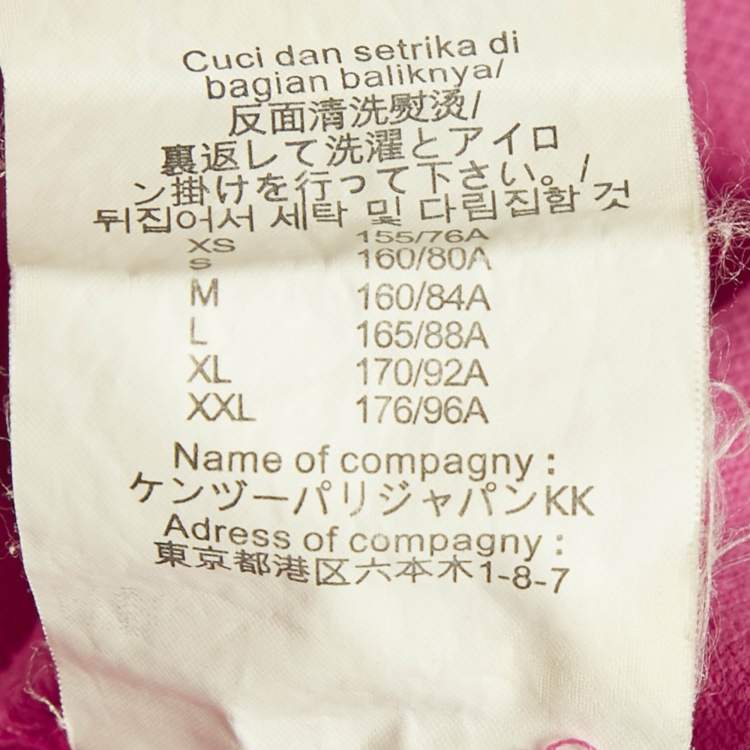 Cuci dan setrika di
bagian baliknya/
反面清洗熨烫/
裏返して洗濯とアイロ
ン掛けを行って下さい。/
뒤집어서 세탁 및 다림집함 것
XS 155/76A
S 160/80A
M 160/84A
L 165/88A
XL 170/92A
XXL 176/96A
Name of compagny :
ケンヅーパリジャパンKK
Adress of compagny :
東京都港区六本木1-8-7